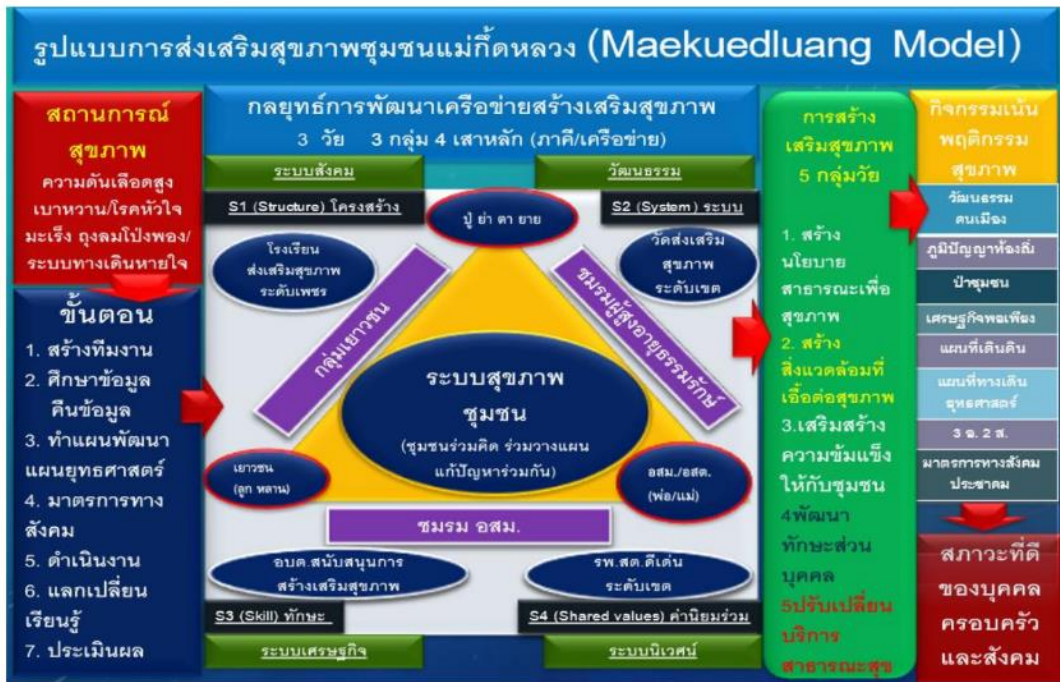 รูปแบบการส่งเสริมสุขภาพชุมชนแม่กึ๊ดหลวง (Maekuedluang Model)
สถานการณ์
สุขภาพ
ความดันเลือดสูง
เบาหวาน/โรคหัวใจ
มะเร็ง ถุงลมโป่งพอง/
ระบบทางเดินหายใจ
ขั้นตอน
1. สร้างทีมงาน
2. ศึกษาข้อมูล
คืนข้อมูล
3. ทำแผนพัฒนา
แผนยุทธศาสตร์
4. มาตรการทาง
สังคม
5. ดำเนินงาน
6. แลกเปลี่ยน
เรียนรู้
7. ประเมินผล
กลยุทธ์การพัฒนาเครือข่ายสร้างเสริมสุขภาพ
3 วัย 3 กลุ่ม 4 เสาหลัก (ภาคี/เครือข่าย)
ระบบสังคม
วัฒนธรรม
S1 (Structure) โครงสร้าง
S2 (System) ระบบ
ปู่ ย่า ตา ยาย
โรงเรียน
ส่งเสริมสุขภาพ
ระดับเพชร
วัดส่งเสริม
สุขภาพ
ระดับเขต
กลุ่มเยาวชน
ชมรมผู้สูงอายุธรรมรักษ์
ระบบสุขภาพ
ชุมชน
(ชุมชนร่วมคิด ร่วมวางแผน
แก้ปัญหาร่วมกัน)
เยาวชน
(ลูก หลาน)
อสม./อสต.
(พ่อ/แม่)
ชมรม อสม.
อบต.สนับสนุนการ
สร้างเสริมสุขภาพ
รพ.สต.ดีเด่น
ระดับเขต
S3 (Skill) ทักษะ
S4 (Shared values) ค่านิยมร่วม
ระบบเศรษฐกิจ
ระบบนิเวศน์
การสร้าง
เสริมสุขภาพ
5 กลุ่มวัย
1. สร้าง
นโยบาย
สาธารณะเพื่อ
สุขภาพ
2. สร้าง
สิ่งแวดล้อมที่
เอื้อต่อสุขภาพ
3.เสริมสร้าง
ความเข้มแข็ง
ให้กับชุมชน
4พัฒนา
ทักษะส่วน
บุคคล
5ปรับเปลี่ยน
บริการ
สาธารณะสุข
กิจกรรมเน้น
พฤติกรรม
สุขภาพ
วัฒนธรรม
คนเมือง
ภูมิปัญญาท้องถิ่น
ป่าชุมชน
เศรษฐกิจพอเพียง
แผนที่เดินดิน
แผนที่ทางเดิน
ยุทธศาสตร์
3 อ. 2 ส.
มาตรการทางสังคม
ประชาคม
สภาวะที่ดี
ของบุคคล
ครอบครัว
และสังคม